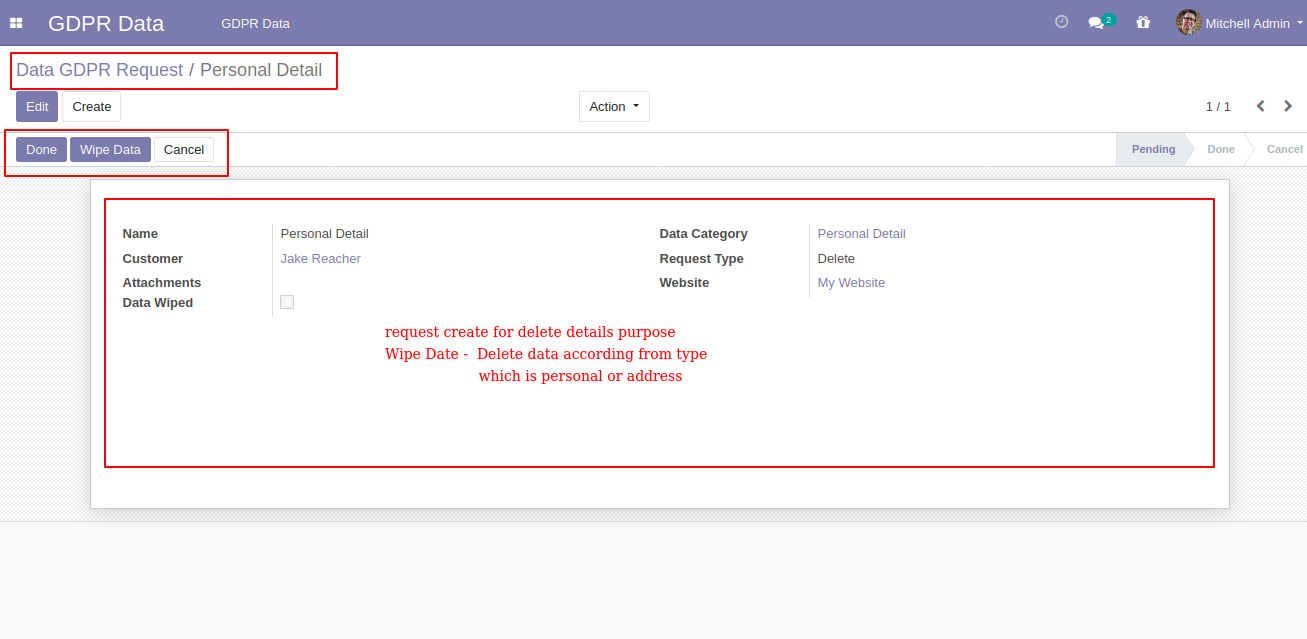 GDPR Data GDPR Data 2 Mitchell Admin
Data GDPR Request / Personal Detail
Edit Create Action 1 / 1
Done Wipe Data Cancel Pending Done Cancel
Name Personal Detail Data Category Personal Detail
Customer Jake Reacher Request Type Delete
Attachments Website My Website
Data Wiped
request create for delete details purpose
Wipe Date - Delete data according from type
which is personal or address